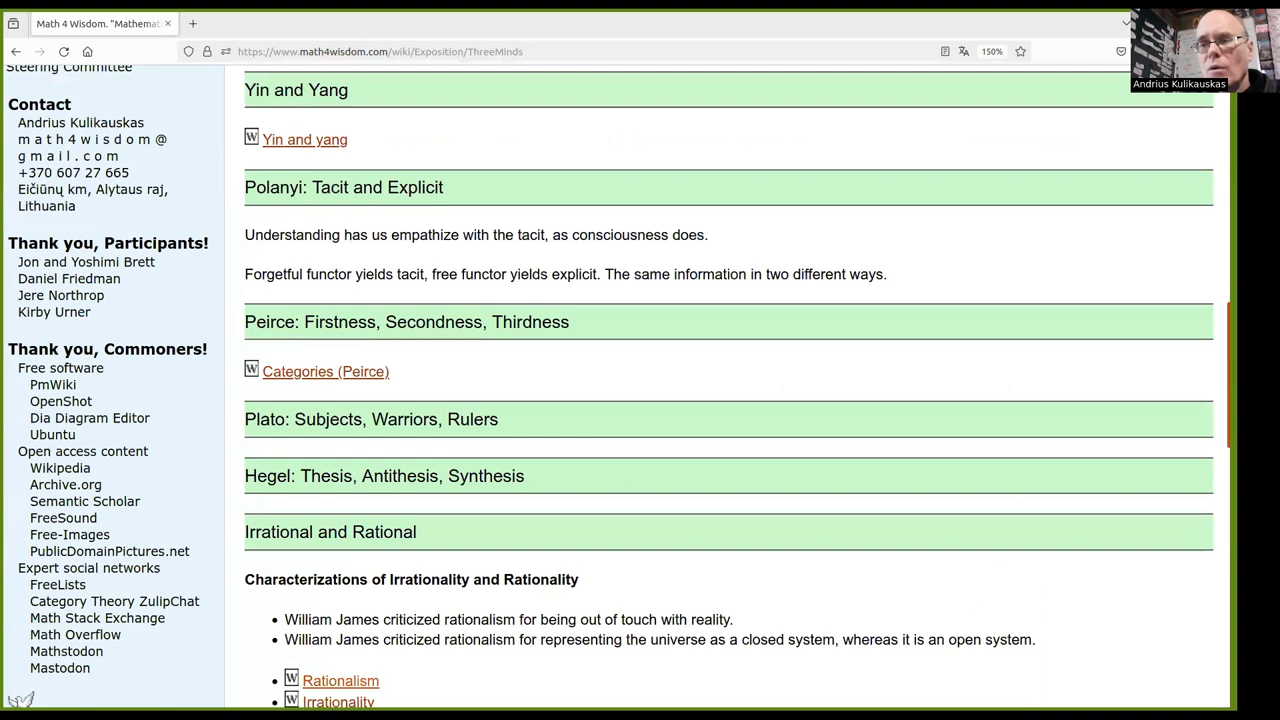 Math 4 Wisdom. "Mathemat
https://www.math4wisdom.com/wiki/Exposition/ThreeMinds
150%
Andrius Kulikauskas
Steering Committee
Contact
Andrius Kulikauskas
m a t h 4 w i s d o m @
g m a i l . c o m
+370 607 27 665
Eičiūnų km, Alytaus raj,
Lithuania
Thank you, Participants!
Jon and Yoshimi Brett
Daniel Friedman
Jere Northrop
Kirby Urner
Thank you, Commoners!
Free software
PmWiki
OpenShot
Dia Diagram Editor
Ubuntu
Open access content
Wikipedia
Archive.org
Semantic Scholar
FreeSound
Free-Images
PublicDomainPictures.net
Expert social networks
FreeLists
Category Theory ZulipChat
Math Stack Exchange
Math Overflow
Mathstodon
Mastodon
Yin and Yang
W Yin and yang
Polanyi: Tacit and Explicit
Understanding has us empathize with the tacit, as consciousness does.
Forgetful functor yields tacit, free functor yields explicit. The same information in two different ways.
Peirce: Firstness, Secondness, Thirdness
W Categories (Peirce)
Plato: Subjects, Warriors, Rulers
Hegel: Thesis, Antithesis, Synthesis
Irrational and Rational
Characterizations of Irrationality and Rationality
• William James criticized rationalism for being out of touch with reality.
• William James criticized rationalism for representing the universe as a closed system, whereas it is an open system.
• W Rationalism
• W Irrationality